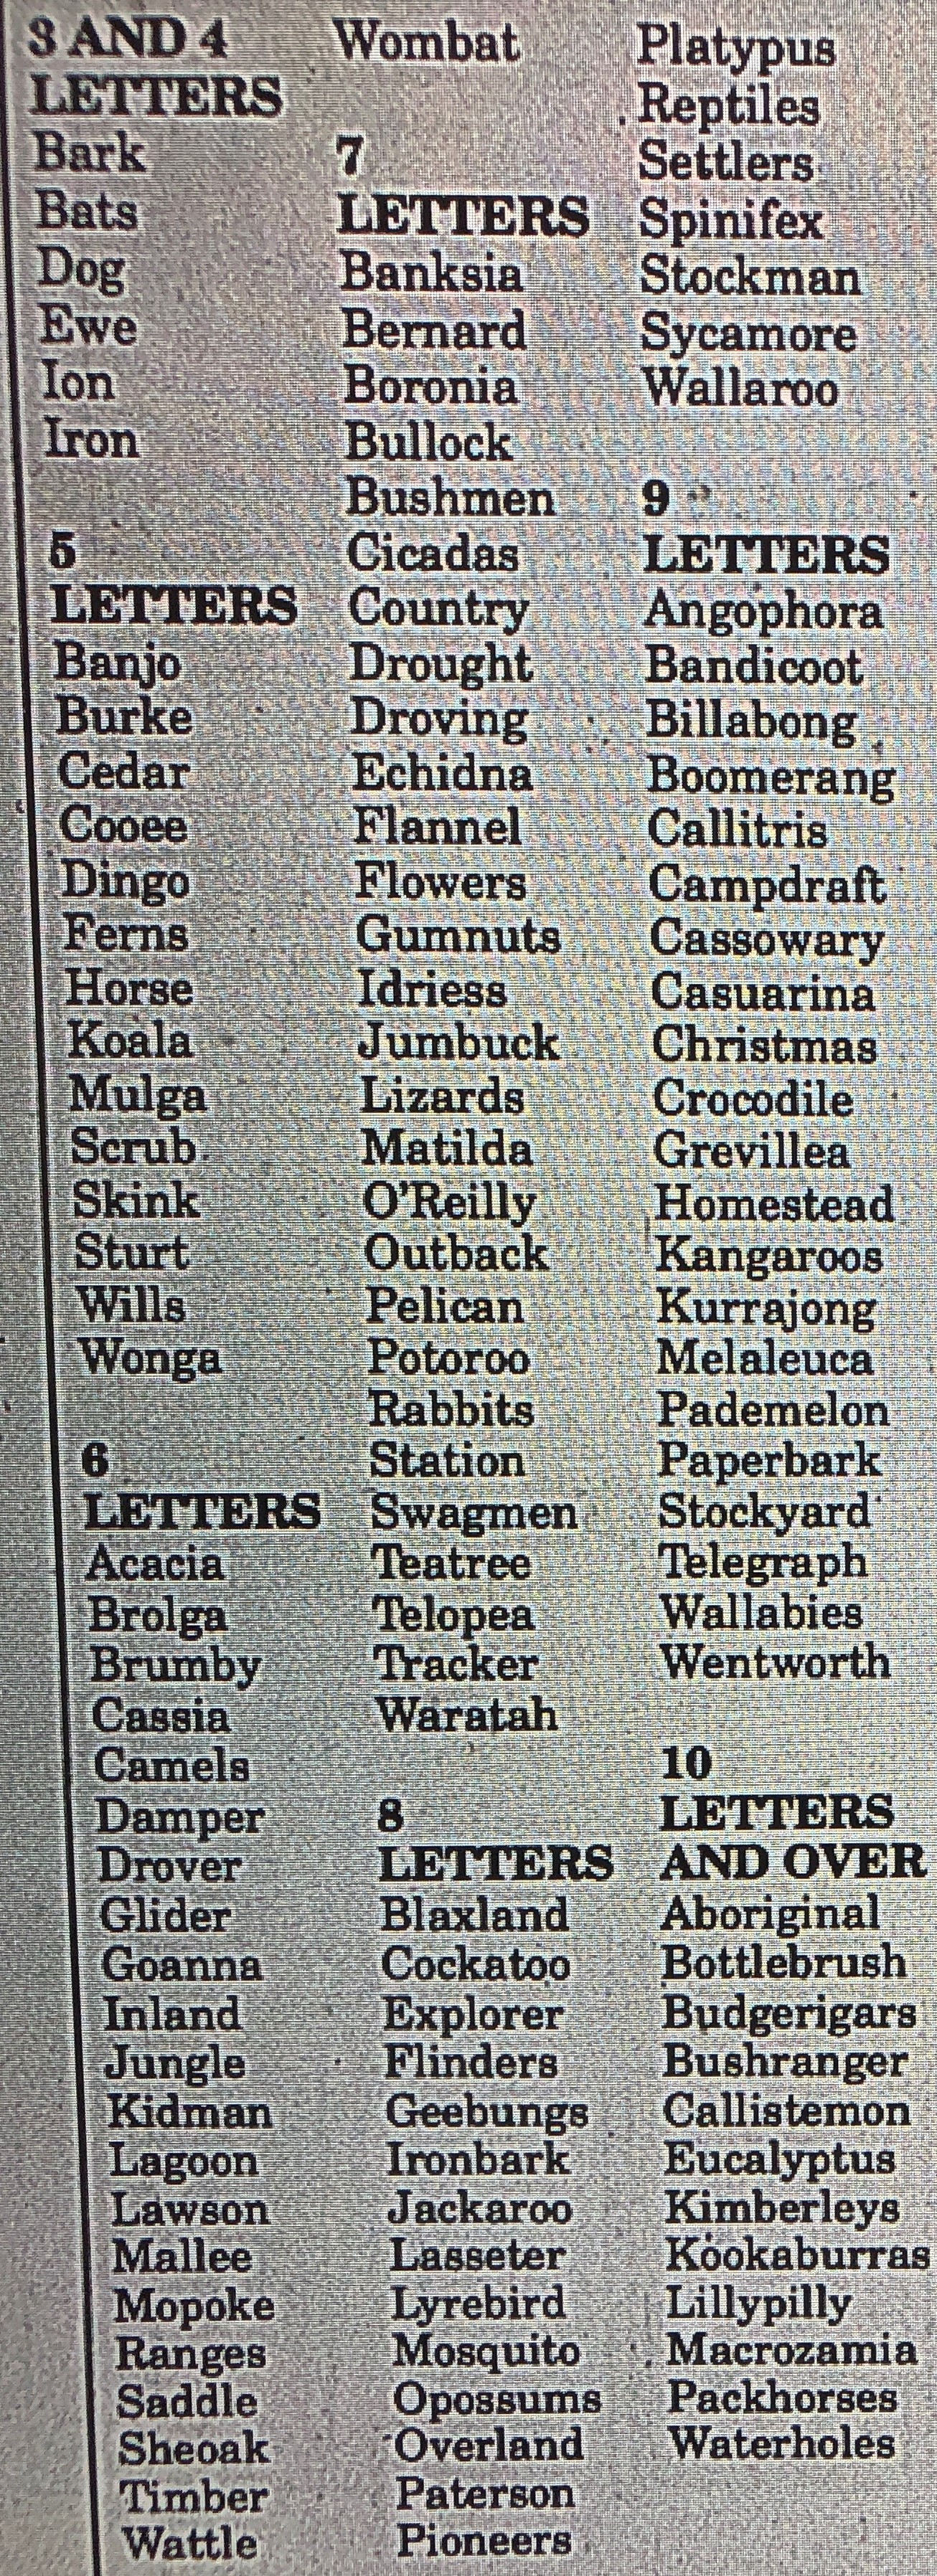 3 AND 4
LETTERS
Bark
Bats
Dog
Ewe
Ion
Iron
5
LETTERS
Banjo
Burke
Cedar
Cooee
Dingo
Ferns
Horse
Koala
Mulga
Scrub
Skink
Sturt
Wills
Wonga
6
LETTERS
Acacia
Brolga
Brumby
Cassia
Camels
Damper
Drover
Glider
Goanna
Inland
Jungle
Kidman
Lagoon
Lawson
Mallee
Mopoke
Ranges
Saddle
Sheoak
Timber
Wattle
Wombat
7
LETTERS
Banksia
Bernard
Boronia
Bullock
Bushmen
Cicadas
Country
Drought
Droving
Echidna
Flannel
Flowers
Gumnuts
Idriess
Jumbuck
Lizards
Matilda
O'Reilly
Outback
Pelican
Potoroo
Rabbits
Station
Swagmen
Teatree
Telopea
Tracker
Waratah
8
LETTERS
Blaxland
Cockatoo
Explorer
Flinders
Geebungs
Ironbark
Jackaroo
Lasseter
Lyrebird
Mosquito
Opossums
Overland
Paterson
Pioneers
Platypus
Reptiles
Settlers
Spinifex
Stockman
Sycamore
Wallaroo
9
LETTERS
Angophora
Bandicoot
Billabong
Boomerang
Callitris
Campdraft
Cassowary
Casuarina
Christmas
Crocodile
Grevillea
Homestead
Kangaroos
Kurrajong
Melaleuca
Pademelon
Paperbark
Stockyard
Telegraph
Wallabies
Wentworth
10
LETTERS
AND OVER
Aboriginal
Bottlebrush
Budgerigars
Bushranger
Callistemon
Eucalyptus
Kimberleys
Kookaburras
Lillypilly
Macrozamia
Packhorses
Waterholes